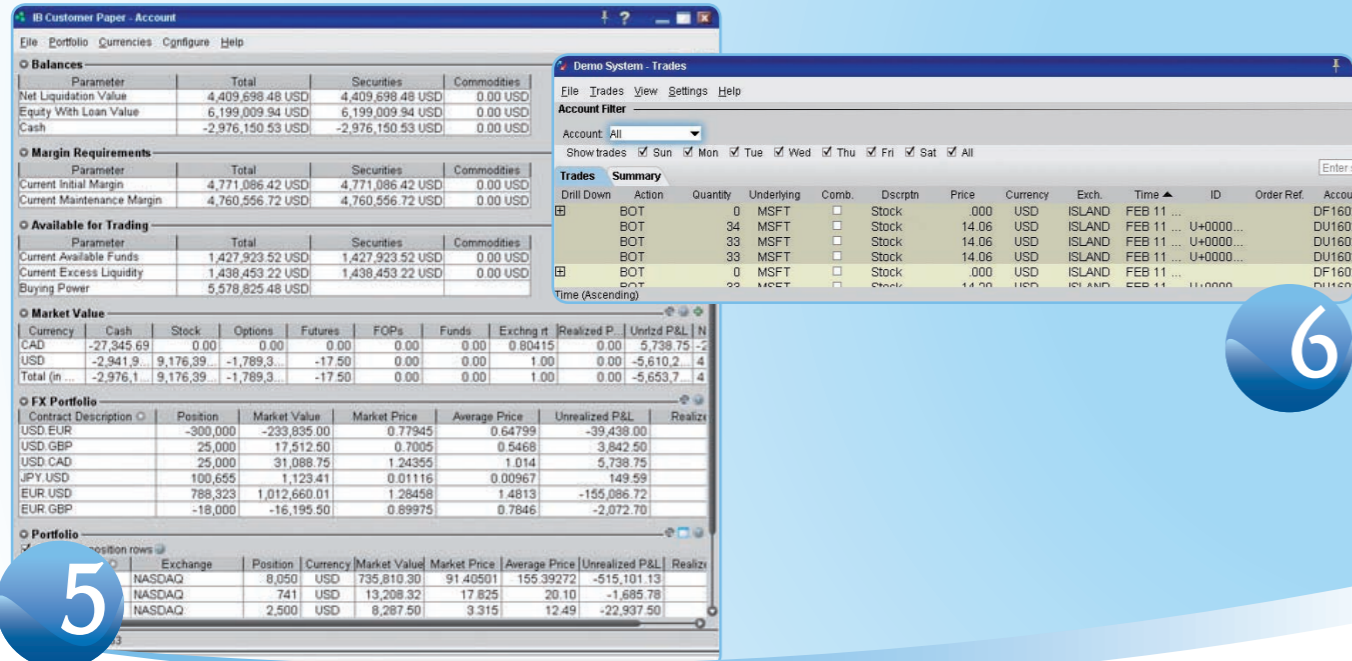 IB Customer Paper - Account
File Portfolio Currencies Configure Help
Balances
Parameter Total Securities Commodities
Net Liquidation Value 4,409,698.48 USD 4,409,698.48 USD 0.00 USD
Equity With Loan Value 6,199,009.94 USD 6,199,009.94 USD 0.00 USD
Cash -2,976,150.53 USD -2,976,150.53 USD 0.00 USD
Margin Requirements
Parameter Total Securities Commodities
Current Initial Margin 4,771,086.42 USD 4,771,086.42 USD 0.00 USD
Current Maintenance Margin 4,760,556.72 USD 4,760,556.72 USD 0.00 USD
Available for Trading
Parameter Total Securities Commodities
Current Available Funds 1,427,923.52 USD 1,427,923.52 USD 0.00 USD
Current Excess Liquidity 1,438,453.22 USD 1,438,453.22 USD 0.00 USD
Buying Power 5,578,825.48 USD
Market Value
Currency Cash Stock Options Futures FOPs Funds Exchng rt Realized P... Unrlzd P&L N
CAD -27,345.69 0.00 0.00 0.00 0.00 0.00 0.80415 0.00 5,738.75 -2
USD -2,941,9... 9,176,39... -1,789,3... -17.50 0.00 0.00 1.00 0.00 -5,610,2... 4
Total (in ... -2,976,1... 9,176,39... -1,789,3... -17.50 0.00 0.00 1.00 0.00 -5,653,7... 4
FX Portfolio
Contract Description Position Market Value Market Price Average Price Unrealized P&L Realize
USD.EUR -300,000 -233,835.00 0.77945 0.64799 -39,438.00
USD.GBP 25,000 17,512.50 0.7005 0.5468 3,842.50
USD.CAD 25,000 31,088.75 1.24355 1.014 5,738.75
JPY.USD 100,655 1,123.41 0.01116 0.00967 149.59
EUR.USD 788,323 1,012,660.01 1.28458 1.4813 -155,086.72
EUR.GBP -18,000 -16,195.50 0.89975 0.7846 -2,072.70
Portfolio
position rows
Exchange Position Currency Market Value Market Price Average Price Unrealized P&L Realize
NASDAQ 8,050 USD 735,810.30 91.40501 155.39272 -515,101.13
NASDAQ 741 USD 13,208.32 17.825 20.10 -1,685.78
NASDAQ 2,500 USD 8,287.50 3.315 12.49 -22,937.50
5
Demo System - Trades
File Trades View Settings Help
Account Filter
Account: All
Show trades Sun Mon Tue Wed Thu Fri Sat All
Trades Summary Enter
Drill Down Action Quantity Underlying Comb. Dscrptn Price Currency Exch. Time ID Order Ref. Accou
BOT 0 MSFT Stock .000 USD ISLAND FEB 11 ... DF160
BOT 34 MSFT Stock 14.06 USD ISLAND FEB 11 ... U+0000... DU160
BOT 33 MSFT Stock 14.06 USD ISLAND FEB 11 ... U+0000... DU160
BOT 33 MSFT Stock 14.06 USD ISLAND FEB 11 ... U+0000... DU160
BOT 0 MSFT Stock .000 USD ISLAND FEB 11 ... DF160
BOT 33 MSFT Stock 14.20 USD ISLAND FEB 11 ... U+0000... DU160
Time (Ascending)
6